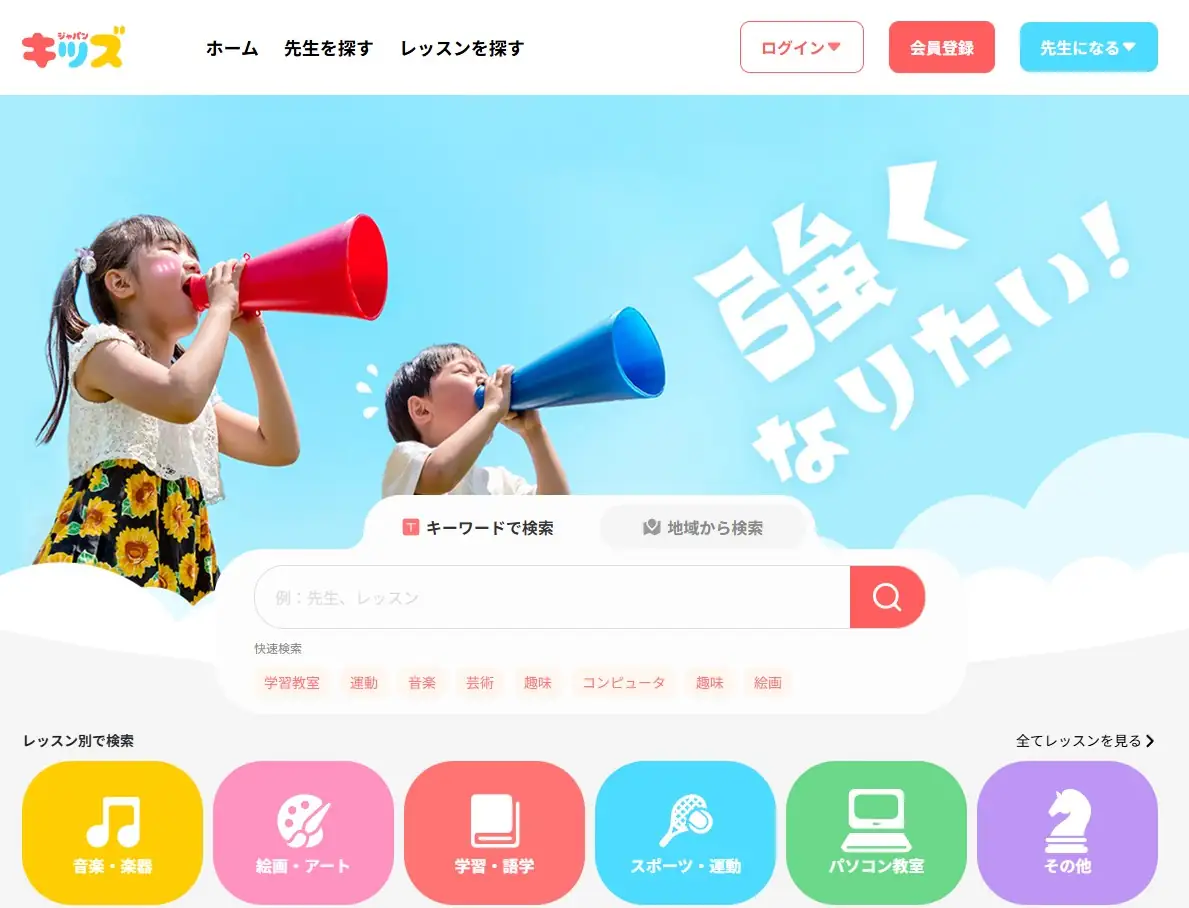 ジャパン
キッズ
ホーム 先生を探す レッスンを探す ログイン 会員登録 先生になる
強く
なりたい!
キーワードで検索 地域から検索
例：先生、レッスン
快速検索
学習教室 運動 音楽 芸術 趣味 コンピュータ 趣味 絵画
レッスン別で検索 全てレッスンを見る
音楽・楽器 絵画・アート 学習・語学 スポーツ・運動 パソコン教室 その他